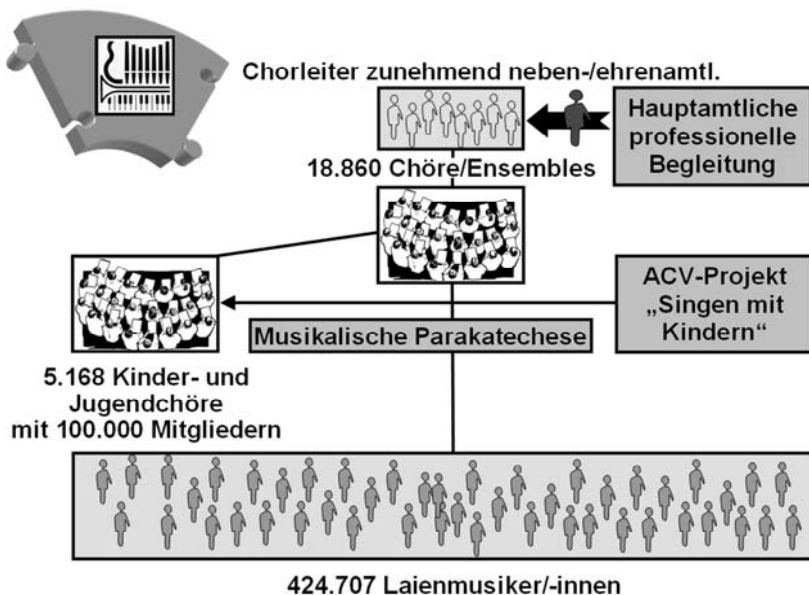 Chorleiter zunehmend neben-/ehrenamtl.
Hauptamtliche
professionelle
Begleitung
18.860 Chöre/Ensembles
ACV-Projekt
„Singen mit
Kindern“
Musikalische Parakatechese
5.168 Kinder- und
Jugendchöre
mit 100.000 Mitgliedern
424.707 Laienmusiker/-innen